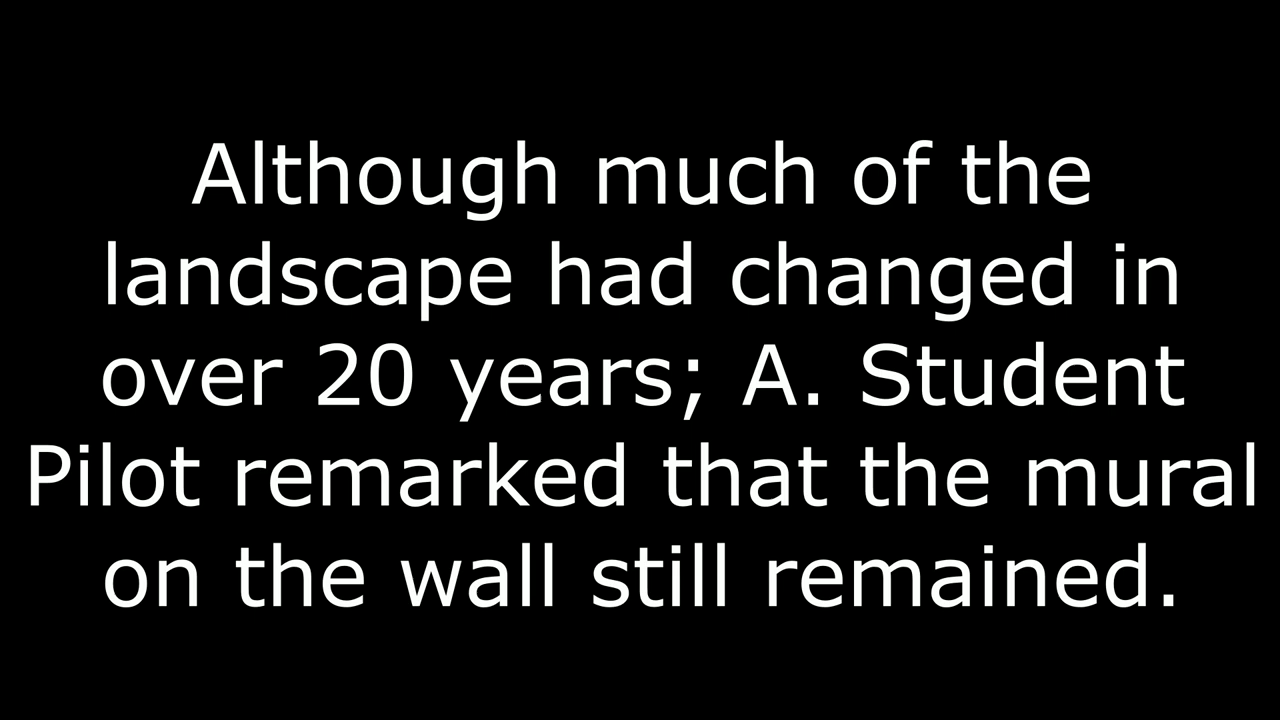 Although much of the
landscape had changed in
over 20 years; A. Student
Pilot remarked that the mural
on the wall still remained.